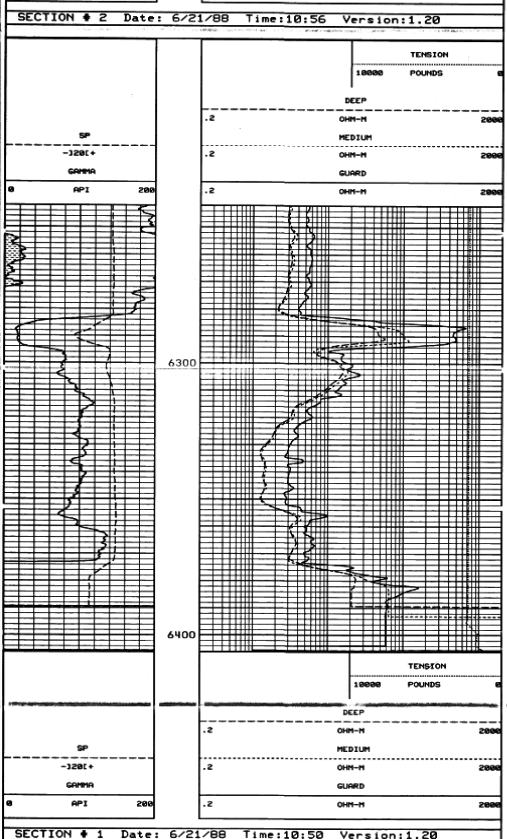 SECTION # 2 Date: 6/21/88 Time:10:56 Version:1.20
TENSION
10000 POUNDS 0
DEEP
.2 OHM-M 2000
MEDIUM
.2 OHM-M 2000
GUARD
.2 OHM-M 2000
SP
-]20[+
GAMMA
0 API 200
6300
6400
TENSION
10000 POUNDS 0
DEEP
.2 OHM-M 2000
MEDIUM
.2 OHM-M 2000
GUARD
.2 OHM-M 2000
SP
-]20[+
GAMMA
0 API 200
SECTION # 1 Date: 6/21/88 Time:10:50 Version:1.20